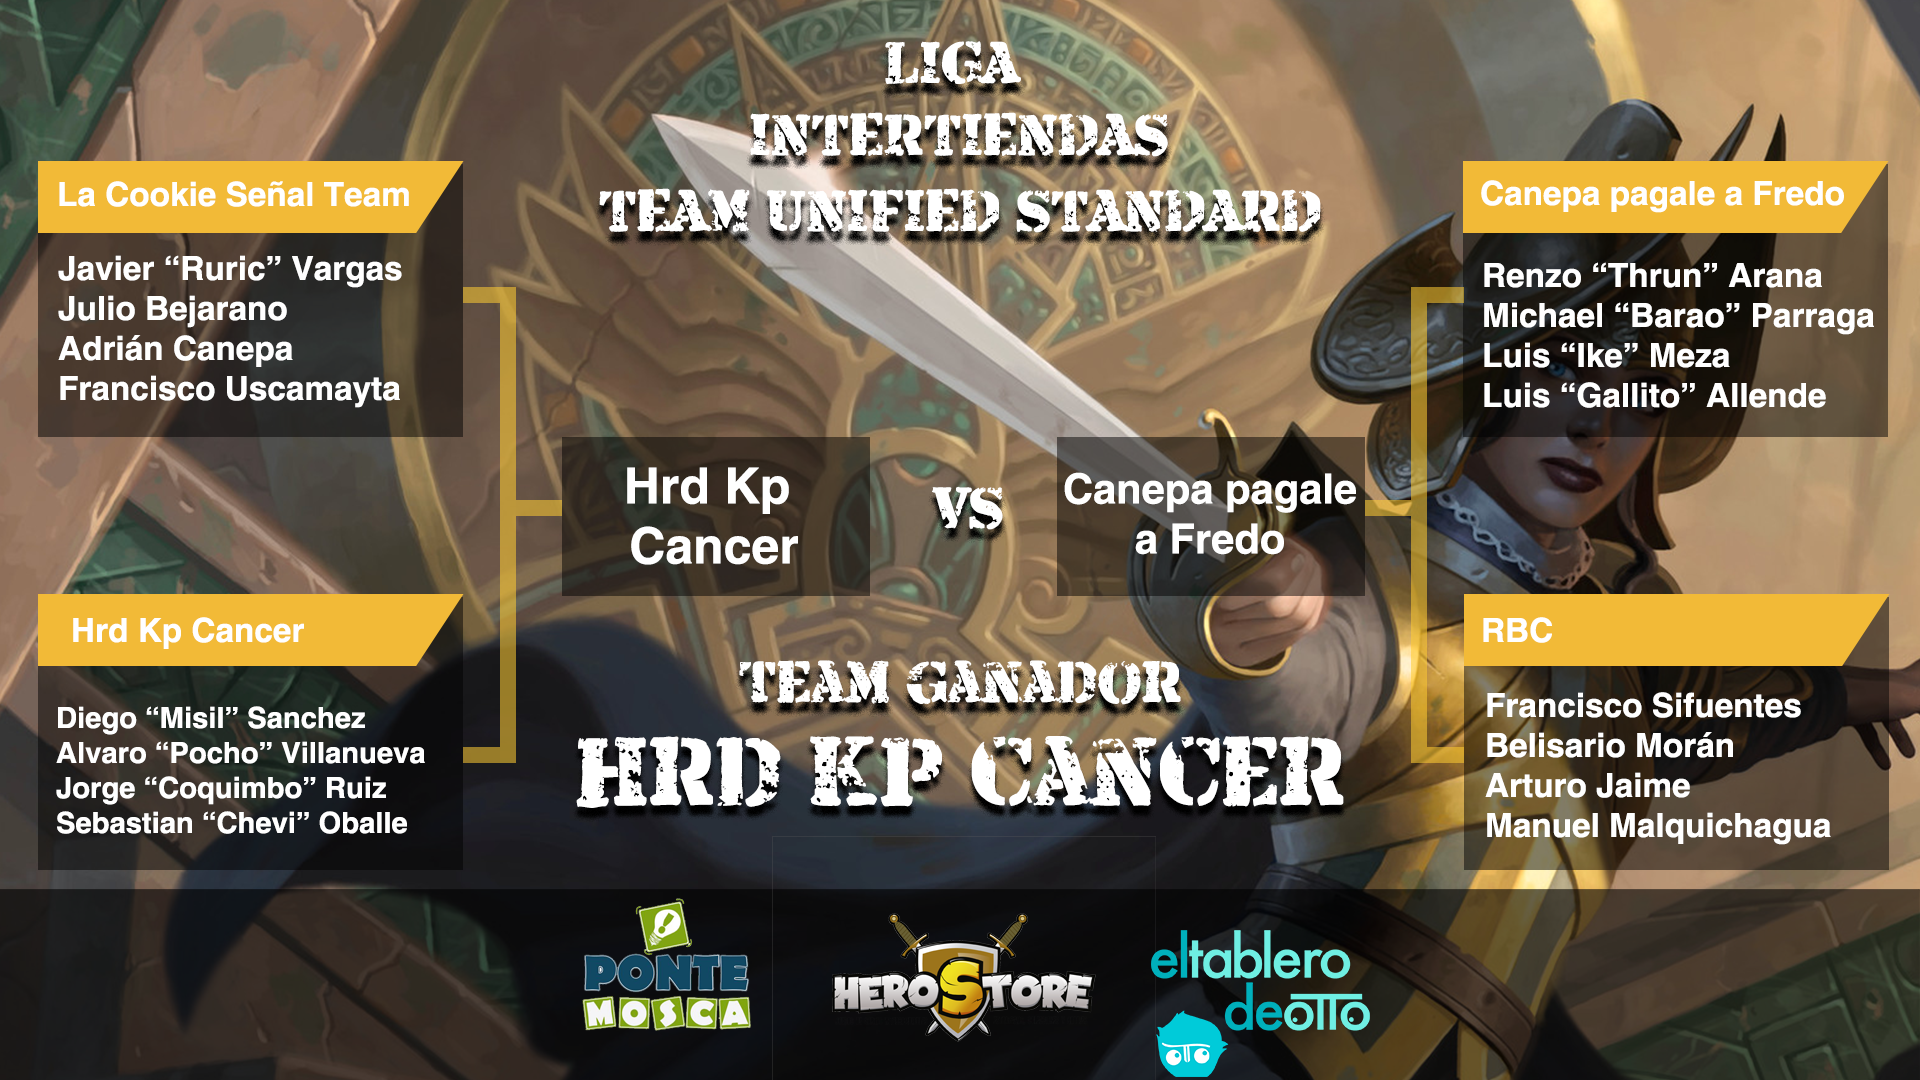 LIGA
INTERTIENDAS
TEAM UNIFIED STANDARD
La Cookie Señal Team
Javier “Ruric” Vargas
Julio Bejarano
Adrián Canepa
Francisco Uscamayta
Hrd Kp Cancer
Diego “Misil” Sanchez
Alvaro “Pocho” Villanueva
Jorge “Coquimbo” Ruiz
Sebastian “Chevi” Oballe
Hrd Kp
Cancer
VS
Canepa pagale
a Fredo
Canepa pagale a Fredo
Renzo “Thrun” Arana
Michael “Barao” Parraga
Luis “Ike” Meza
Luis “Gallito” Allende
RBC
Francisco Sifuentes
Belisario Morán
Arturo Jaime
Manuel Malquichagua
TEAM GANADOR
HRD KP CANCER
PONTE
MOSCA
HEROSTORE
eltablero
deOTTO